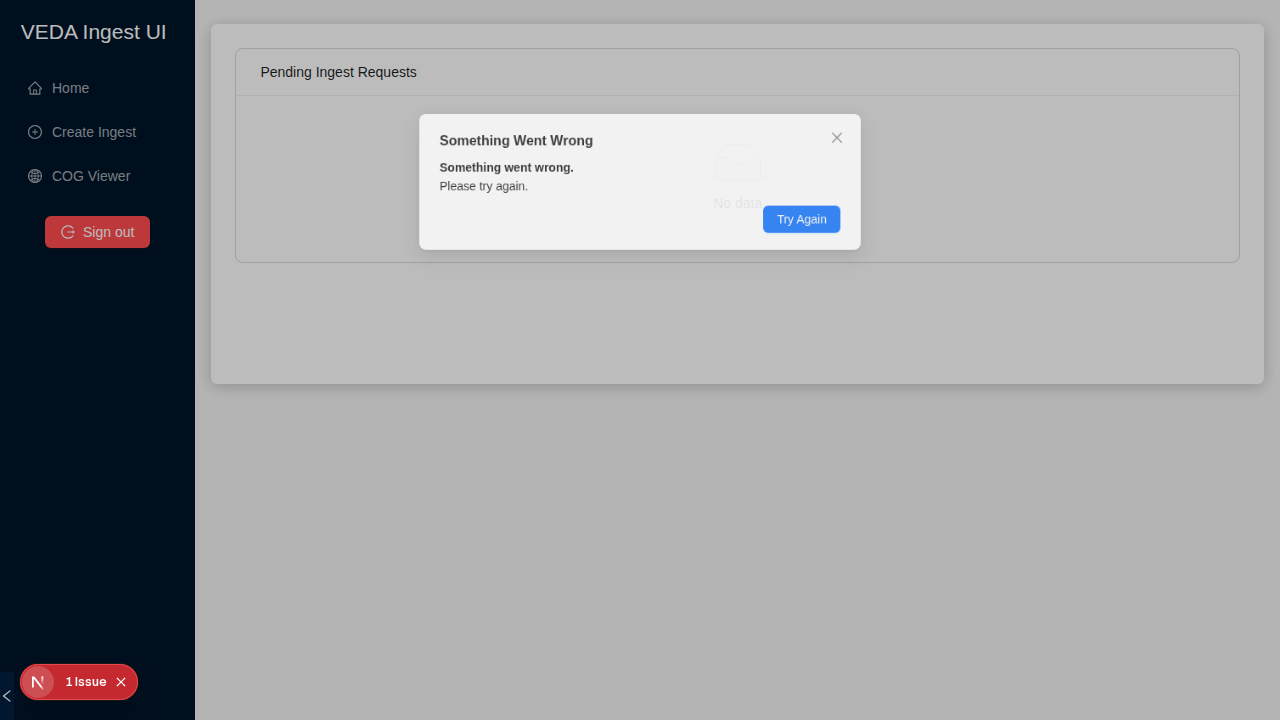 VEDA Ingest UI
Home
Create Ingest
COG Viewer
Sign out
Pending Ingest Requests
Something Went Wrong
Something went wrong.
Please try again.
No data
Try Again
1 Issue